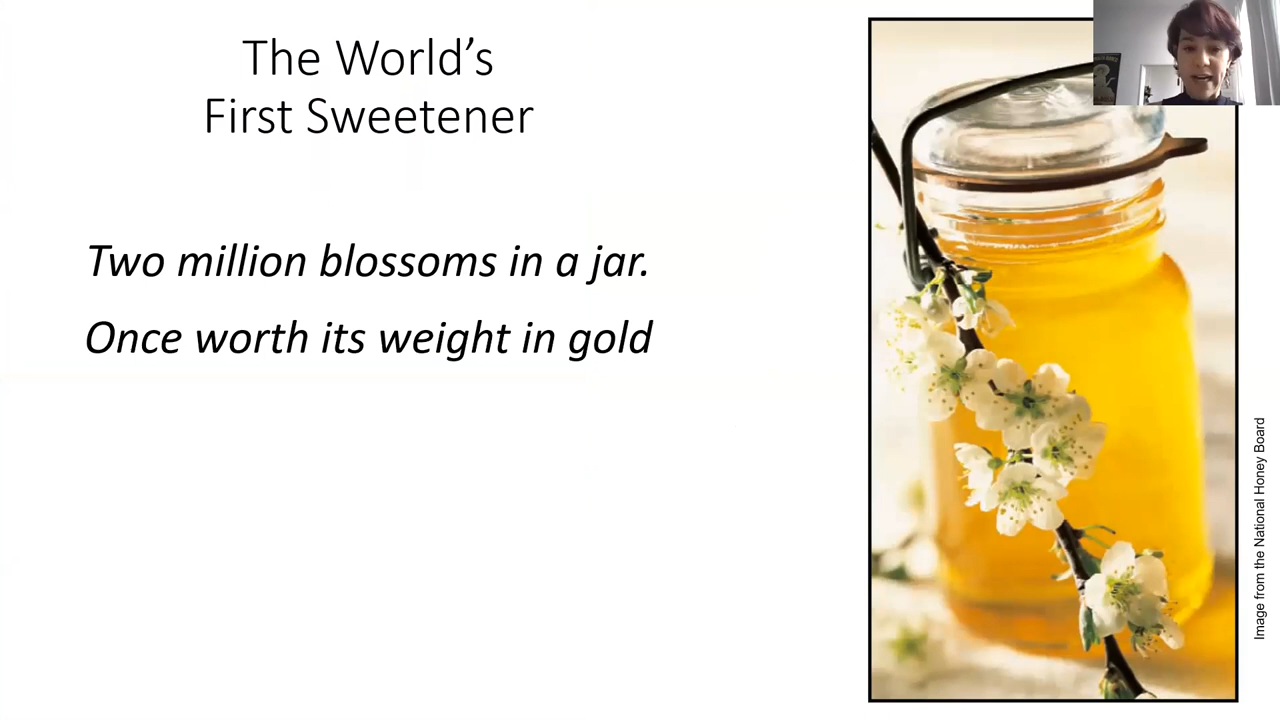 The World's
First Sweetener
Two million blossoms in a jar.
Once worth its weight in gold
Image from the National Honey Board